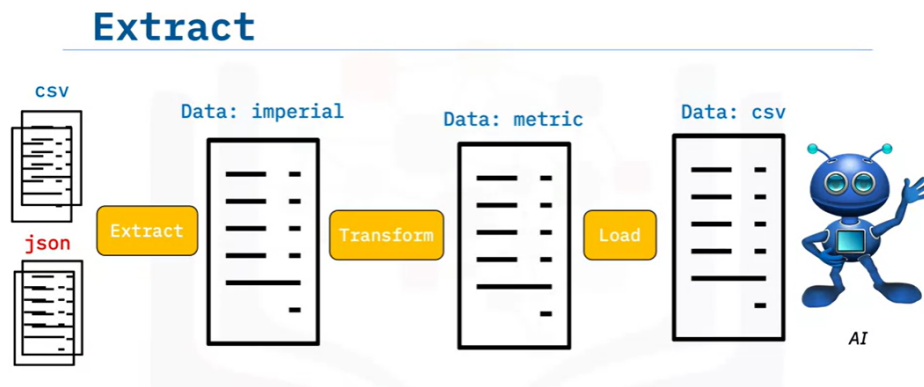 Extract
csv
json
Extract
Data: imperial
Transform
Data: metric
Load
Data: csv
AI